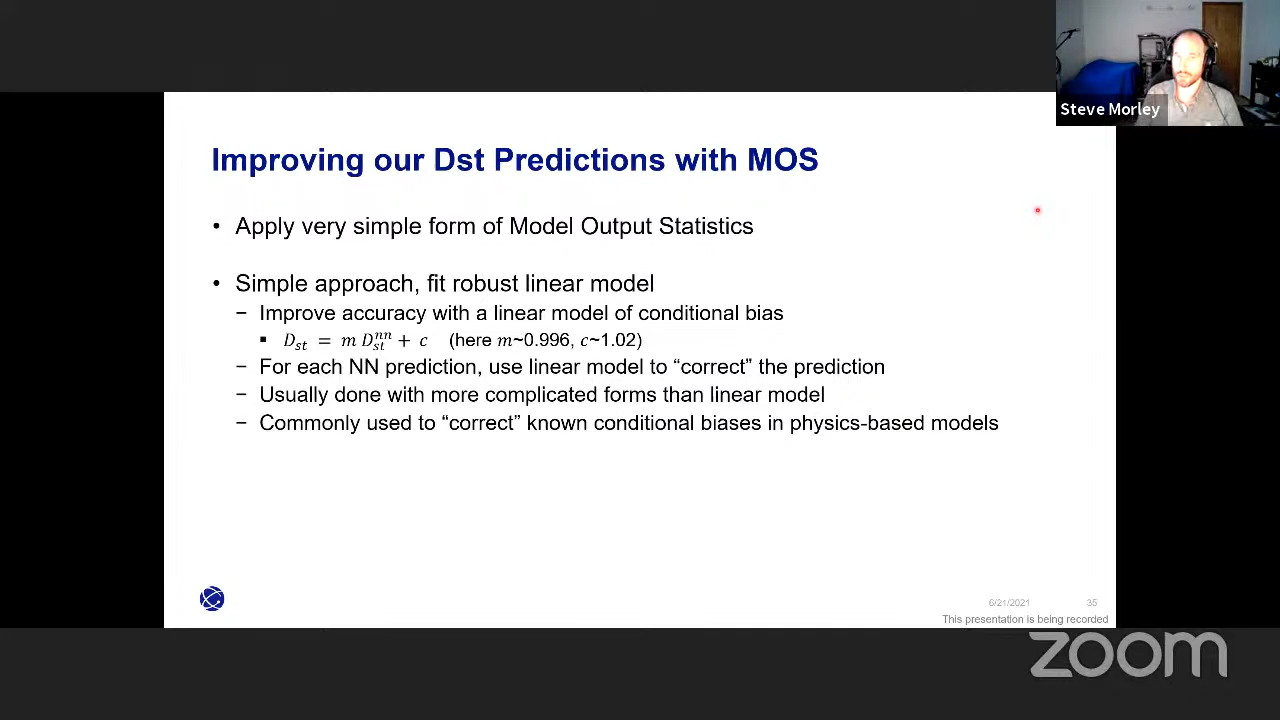 Steve Morley
Improving our Dst Predictions with MOS
• Apply very simple form of Model Output Statistics
• Simple approach, fit robust linear model
− Improve accuracy with a linear model of conditional bias
▪ D_st = m D_st^nn + c (here m~0.996, c~1.02)
− For each NN prediction, use linear model to “correct” the prediction
− Usually done with more complicated forms than linear model
− Commonly used to “correct” known conditional biases in physics-based models
6/21/2021 35
This presentation is being recorded
zoom